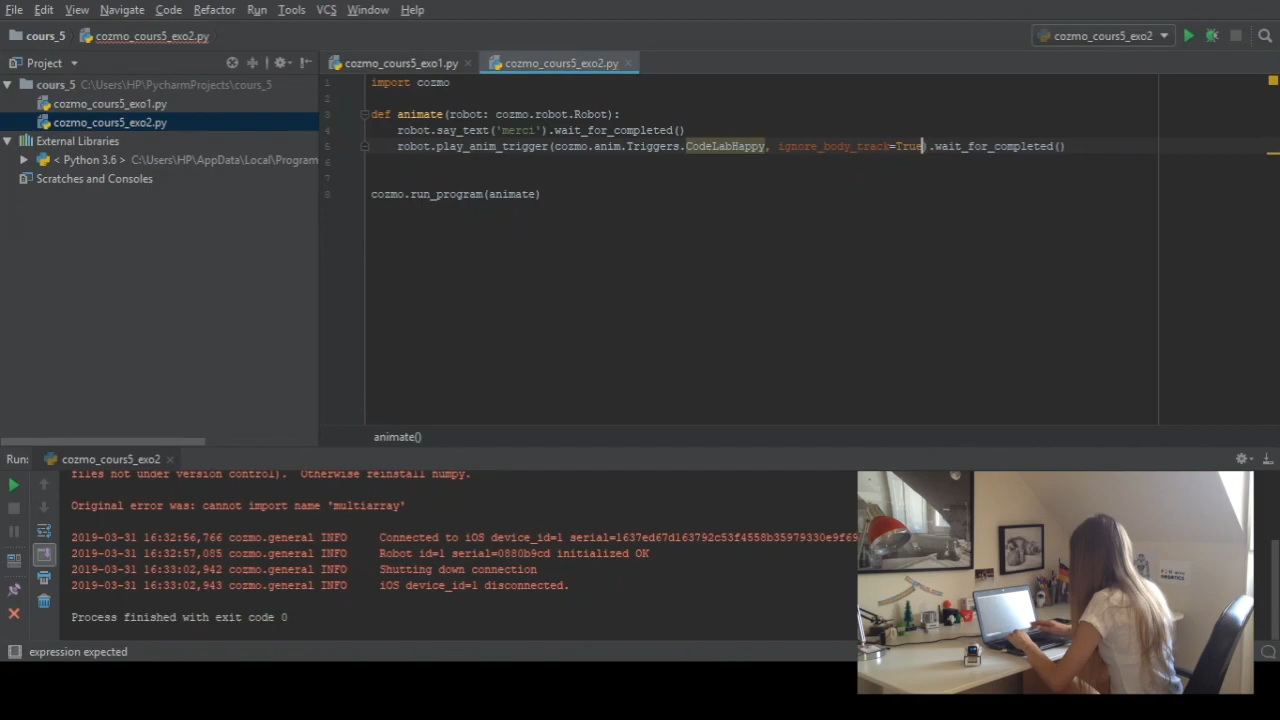 File Edit View Navigate Code Refactor Run Tools VCS Window Help
cours_5 cozmo_cours5_exo2.py
cozmo_cours5_exo2
Project
cozmo_cours5_exo1.py
cozmo_cours5_exo2.py
cours_5 C:\Users\HP\PycharmProjects\cours_5
cozmo_cours5_exo1.py
cozmo_cours5_exo2.py
External Libraries
< Python 3.6 > C:\Users\HP\AppData\Local\Program
Scratches and Consoles
1 import cozmo
2
3 def animate(robot: cozmo.robot.Robot):
4 robot.say_text('merci').wait_for_completed()
5 robot.play_anim_trigger(cozmo.anim.Triggers.CodeLabHappy, ignore_body_track=True).wait_for_completed()
6
7
8 cozmo.run_program(animate)
animate()
Run: cozmo_cours5_exo2
files not under version control). Otherwise reinstall numpy.
Original error was: cannot import name 'multiarray'
2019-03-31 16:32:56,766 cozmo.general INFO Connected to iOS device_id=1 serial=1637ed67d163792c53f4558b35979330e9f69
2019-03-31 16:32:57,085 cozmo.general INFO Robot id=1 serial=0880b9cd initialized OK
2019-03-31 16:33:02,942 cozmo.general INFO Shutting down connection
2019-03-31 16:33:02,943 cozmo.general INFO iOS device_id=1 disconnected.
Process finished with exit code 0
expression expected